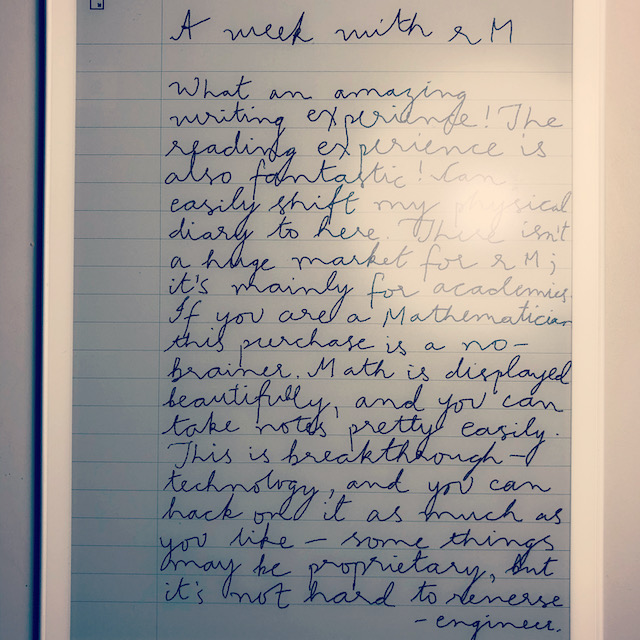 A week with rM
What an amazing
writing experience! The
reading experience is
also fantastic! Can
easily shift my physical
diary to here. There isn't
a huge market for rM;
it's mainly for academics.
If you are a Mathematician
this purchase is a no-
brainer. Math is displayed
beautifully, and you can
take notes pretty easily.
This is breakthrough-
technology, and you can
hack on it as much as
you like - some things
may be proprietary, but
it's not hard to reverse
-engineer.